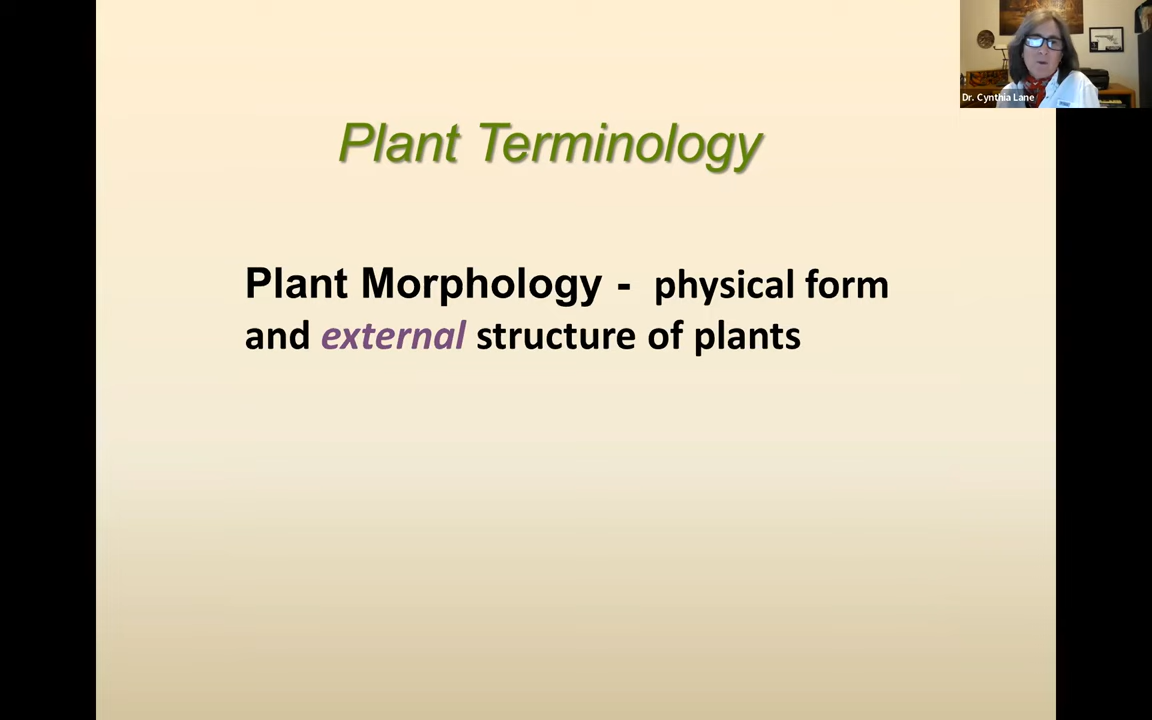 Dr. Cynthia Lane
Plant Terminology
Plant Morphology - physical form
and external structure of plants